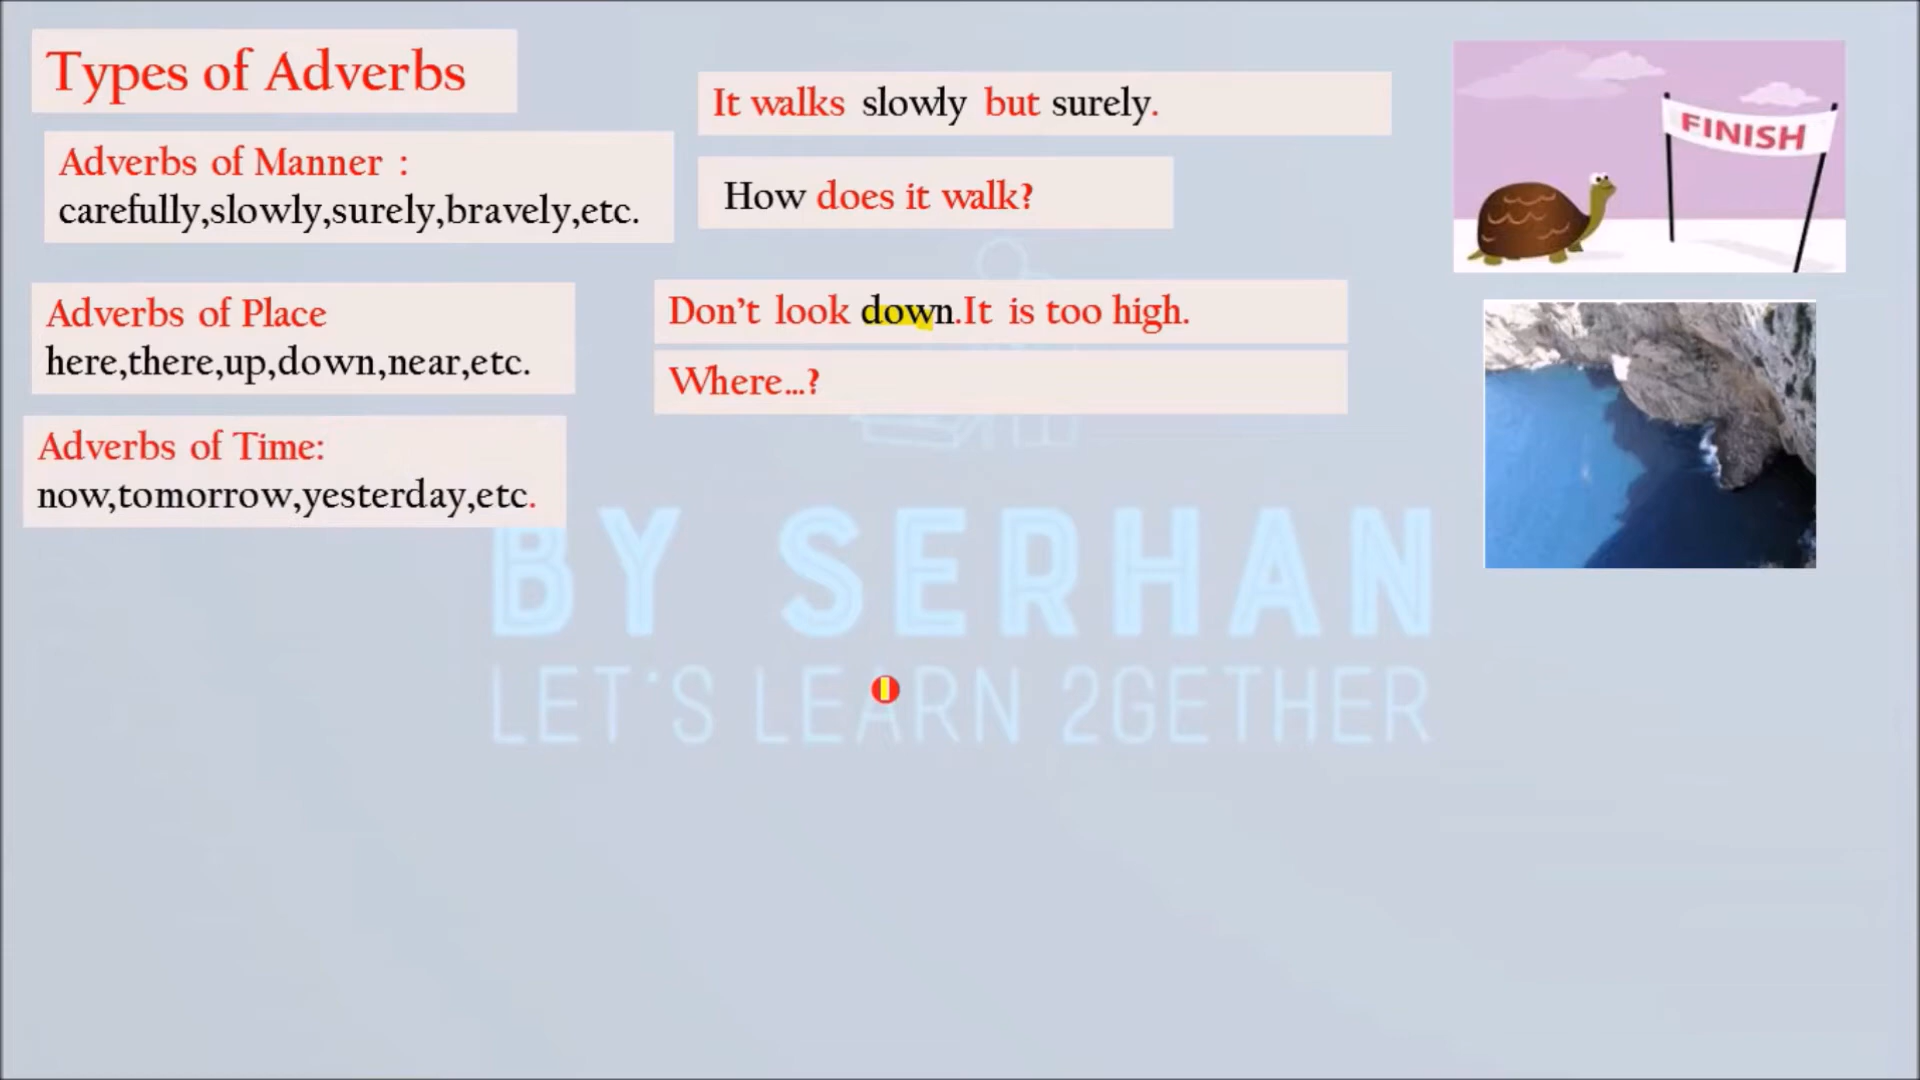 Types of Adverbs
Adverbs of Manner :
carefully,slowly,surely,bravely,etc.
It walks slowly but surely.
How does it walk?
FINISH
Adverbs of Place
here,there,up,down,near,etc.
Don't look down.It is too high.
Where...?
Adverbs of Time:
now,tomorrow,yesterday,etc.
BY SERHAN
LET'S LEARN 2GETHER